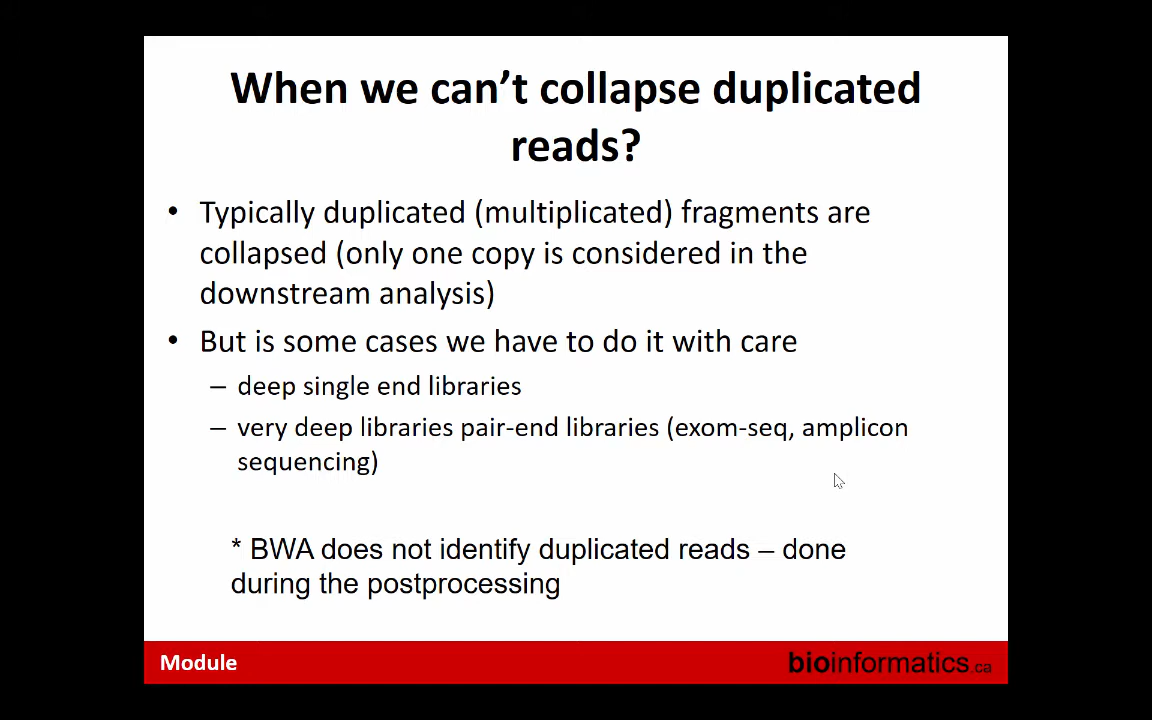 When we can’t collapse duplicated
reads?
• Typically duplicated (multiplicated) fragments are
collapsed (only one copy is considered in the
downstream analysis)
• But is some cases we have to do it with care
– deep single end libraries
– very deep libraries pair-end libraries (exom-seq, amplicon
sequencing)
* BWA does not identify duplicated reads – done
during the postprocessing
Module
bioinformatics.ca